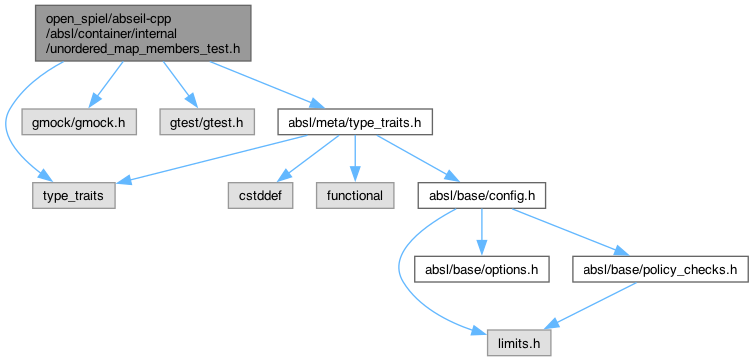 open_spiel/abseil-cpp
/absl/container/internal
/unordered_map_members_test.h
gmock/gmock.h
gtest/gtest.h
absl/meta/type_traits.h
type_traits
cstddef
functional
absl/base/config.h
absl/base/options.h
absl/base/policy_checks.h
limits.h